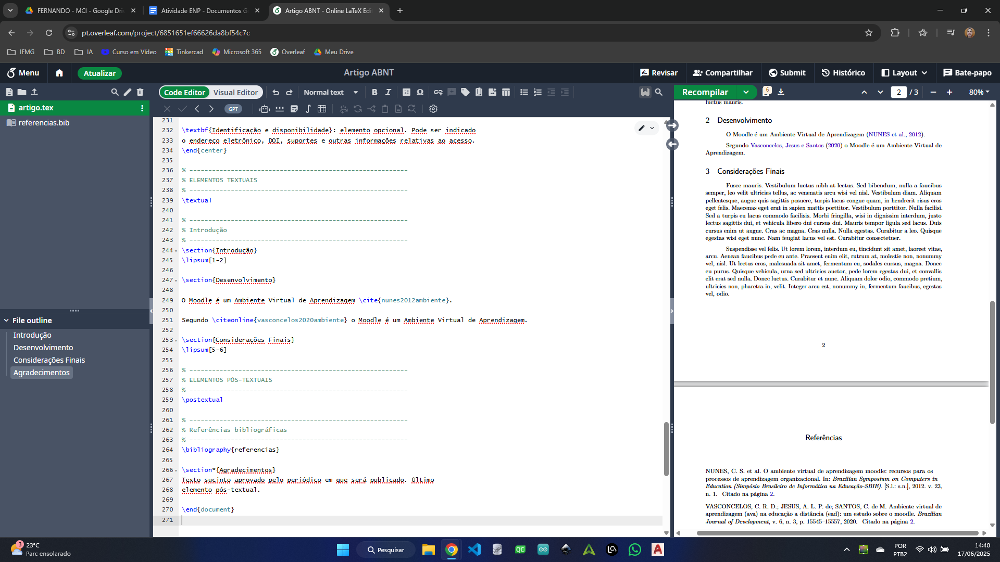 FERNANDO - MCI - Google Driv
Atividade ENP - Documentos G
Artigo ABNT - Online LaTeX Edi
pt.overleaf.com/project/6851651ef66626da8bf54c7c
IFMG
BD
IA
Curso em Vídeo
Tinkercad
Microsoft 365
Overleaf
Meu Drive
Menu
Atualizar
Artigo ABNT
Revisar
Compartilhar
Submit
Histórico
Layout
Bate-papo
Code Editor
Visual Editor
Normal text
B
I
Ω
Recompilar
6
2 / 3
80%
GPT
artigo.tex
referencias.bib
File outline
Introdução
Desenvolvimento
Considerações Finais
Agradecimentos
231
232 \textbf{Identificação e disponibilidade}: elemento opcional. Pode ser indicado
233 o endereço eletrônico, DOI, suportes e outras informações relativas ao acesso.
234 \end{center}
235
236 % ----------------------------------------------------------
237 % ELEMENTOS TEXTUAIS
238 % ----------------------------------------------------------
239 \textual
240
241 % ----------------------------------------------------------
242 % Introdução
243 % ----------------------------------------------------------
244 \section{Introdução}
245 \lipsum[1-2]
246
247 \section{Desenvolvimento}
248
249 O Moodle é um Ambiente Virtual de Aprendizagem \cite{nunes2012ambiente}.
250
251 Segundo \citeonline{vasconcelos2020ambiente} o Moodle é um Ambiente Virtual de Aprendizagem.
252
253 \section{Considerações Finais}
254 \lipsum[5-6]
255
256 % ----------------------------------------------------------
257 % ELEMENTOS PÓS-TEXTUAIS
258 % ----------------------------------------------------------
259 \postextual
260
261 % ----------------------------------------------------------
262 % Referências bibliográficas
263 % ----------------------------------------------------------
264 \bibliography{referencias}
265
266 \section*{Agradecimentos}
267 Texto sucinto aprovado pelo periódico em que será publicado. Último
268 elemento pós-textual.
269
270 \end{document}
271
luctus mauris.
2 Desenvolvimento
O Moodle é um Ambiente Virtual de Aprendizagem (NUNES et al., 2012).
Segundo Vasconcelos, Jesus e Santos (2020) o Moodle é um Ambiente Virtual de
Aprendizagem.
3 Considerações Finais
Fusce mauris. Vestibulum luctus nibh at lectus. Sed bibendum, nulla a faucibus
semper, leo velit ultricies tellus, ac venenatis arcu wisi vel nisl. Vestibulum diam. Aliquam
pellentesque, augue quis sagittis posuere, turpis lacus congue quam, in hendrerit risus eros
eget felis. Maecenas eget erat in sapien mattis porttitor. Vestibulum porttitor. Nulla facilisi.
Sed a turpis eu lacus commodo facilisis. Morbi fringilla, wisi in dignissim interdum, justo
lectus sagittis dui, et vehicula libero dui cursus dui. Mauris tempor ligula sed lacus. Duis
cursus enim ut augue. Cras ac magna. Cras nulla. Nulla egestas. Curabitur a leo. Quisque
egestas wisi eget nunc. Nam feugiat lacus vel est. Curabitur consectetuer.
Suspendisse vel felis. Ut lorem lorem, interdum eu, tincidunt sit amet, laoreet vitae,
arcu. Aenean faucibus pede eu ante. Praesent enim elit, rutrum at, molestie non, nonummy
vel, nisl. Ut lectus eros, malesuada sit amet, fermentum eu, sodales cursus, magna. Donec
eu purus. Quisque vehicula, urna sed ultricies auctor, pede lorem egestas dui, et convallis
elit erat sed nulla. Donec luctus. Curabitur et nunc. Aliquam dolor odio, commodo pretium,
ultricies non, pharetra in, velit. Integer arcu est, nonummy in, fermentum faucibus, egestas
vel, odio.
2
Referências
NUNES, C. S. et al. O ambiente virtual de aprendizagem moodle: recursos para os
processos de aprendizagem organizacional. In: Brazilian Symposium on Computers in
Education (Simpósio Brasileiro de Informática na Educação-SBIE). [S.l.: s.n.], 2012. v. 23,
n. 1. Citado na página 2.
VASCONCELOS, C. R. D.; JESUS, A. L. P. de; SANTOS, C. de M. Ambiente virtual de
aprendizagem (ava) na educação a distância (ead): um estudo sobre o moodle. Brazilian
Journal of Development, v. 6, n. 3, p. 15545–15557, 2020. Citado na página 2.
3
23°C
Parc ensolarado
Pesquisar
QC
POR
PTB2
14:40
17/06/2025